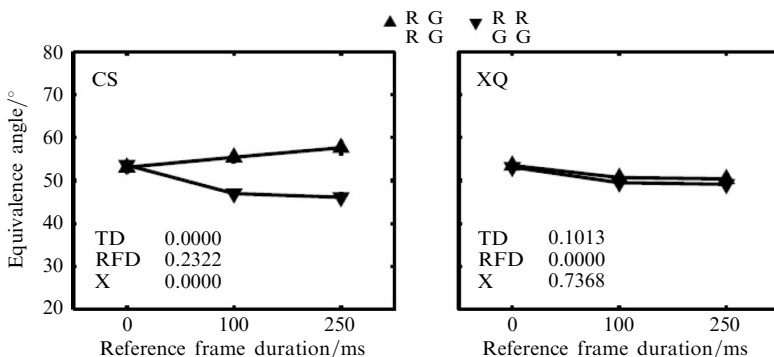 ▲ R G ▼ R R
R G G G
Equivalence angle/°
80
70
60
50
40
30
20
CS
TD 0.0000
RFD 0.2322
X 0.0000
0 100 250
Reference frame duration/ms
XQ
TD 0.1013
RFD 0.0000
X 0.7368
0 100 250
Reference frame duration/ms